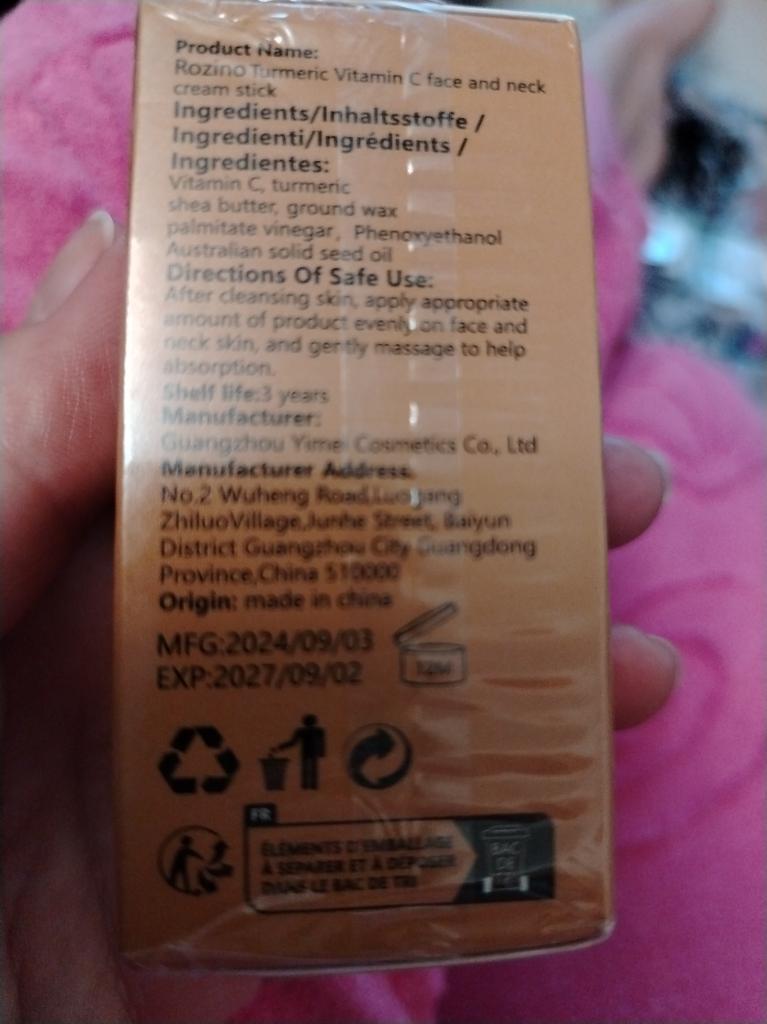 Product Name:
Rozino Turmeric Vitamin C face and neck
cream stick
Ingredients/Inhaltsstoffe /
Ingredienti/Ingrédients /
Ingredientes:
Vitamin C, turmeric
shea butter, ground wax
palmitate vinegar, Phenoxyethanol
Australian solid seed oil
Directions Of Safe Use:
After cleansing skin, apply appropriate
amount of product evenly on face and
neck skin, and gently massage to help
absorption.
Shelf life:3 years
Manufacturer:
Guangzhou Yimei Cosmetics Co., Ltd
Manufacturer Address:
No.2 Wuheng Road,
ZhiluoVillage,Junhe Street, Baiyun
District Guangzhou City Guangdong
Province,China 510000
Origin: made in china
MFG:2024/09/03
EXP:2027/09/02
12M
FR
ÉLÉMENTS D'EMBALLAGE
À SÉPARER ET À DÉPOSER
DANS LE BAC DE TRI
BAC
DE
TRI